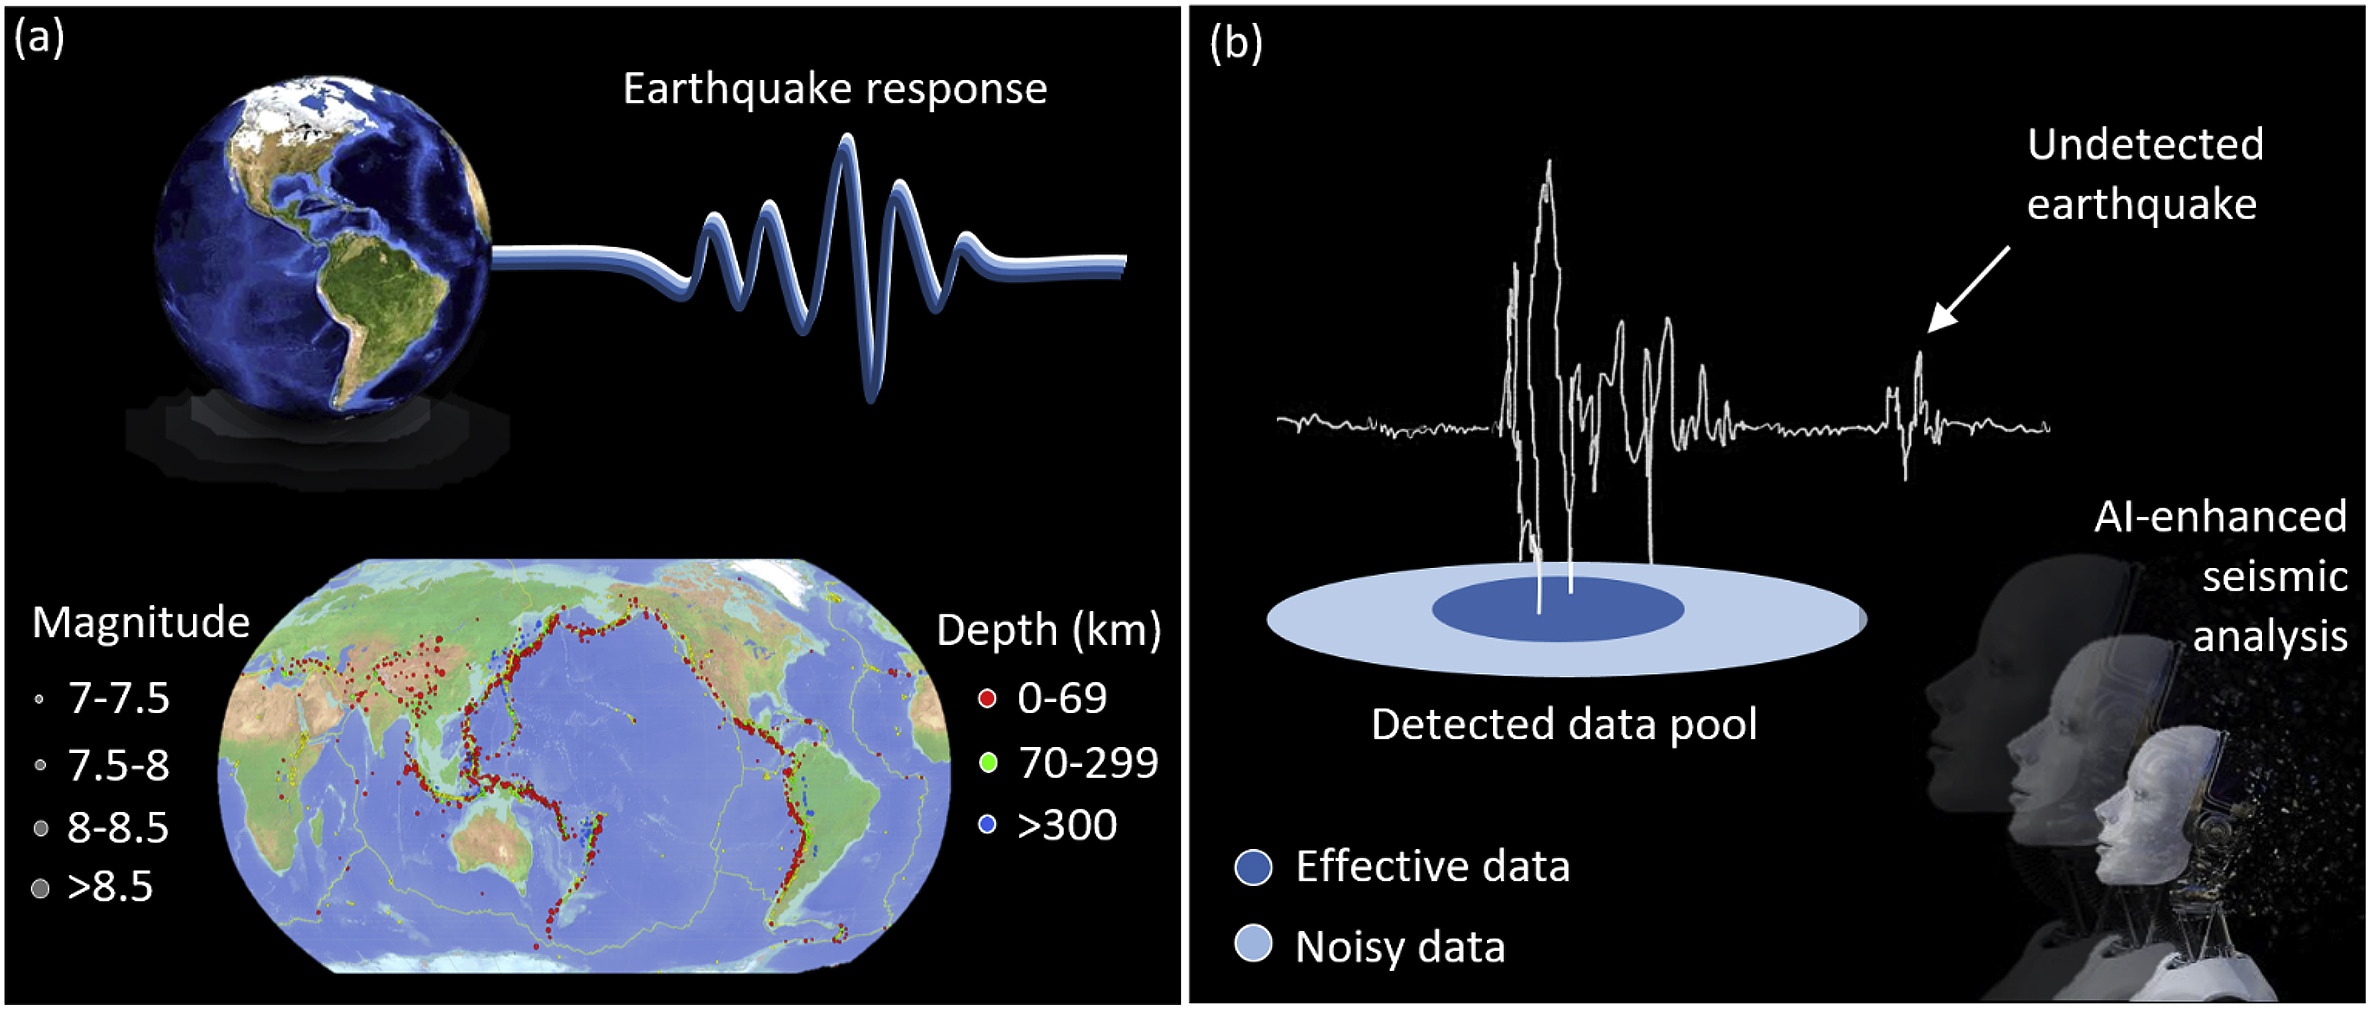 (a)
Earthquake response
Magnitude
7-7.5
7.5-8
8-8.5
>8.5
Depth (km)
0-69
70-299
>300
(b)
Undetected
earthquake
AI-enhanced
seismic
analysis
Detected data pool
Effective data
Noisy data